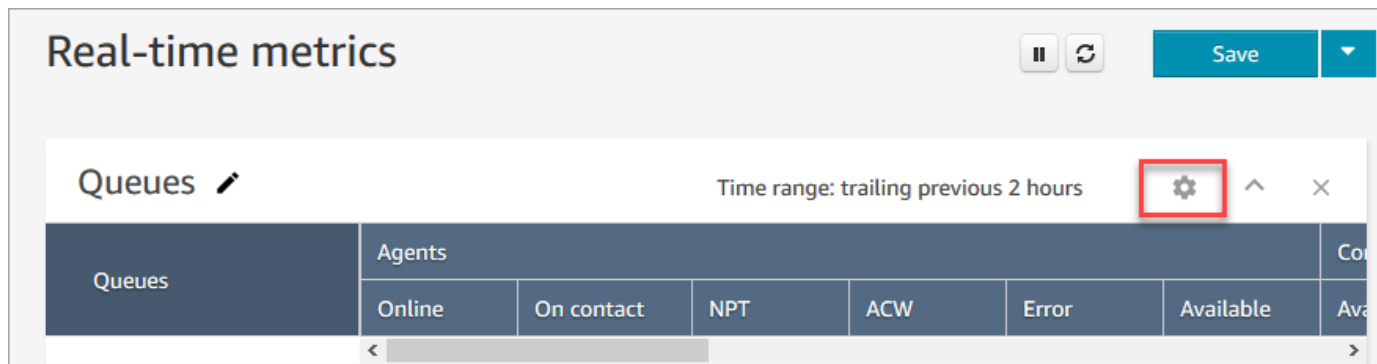 Real-time metrics
Save
Queues
Time range: trailing previous 2 hours
Queues
Agents
Online On contact NPT ACW Error Available